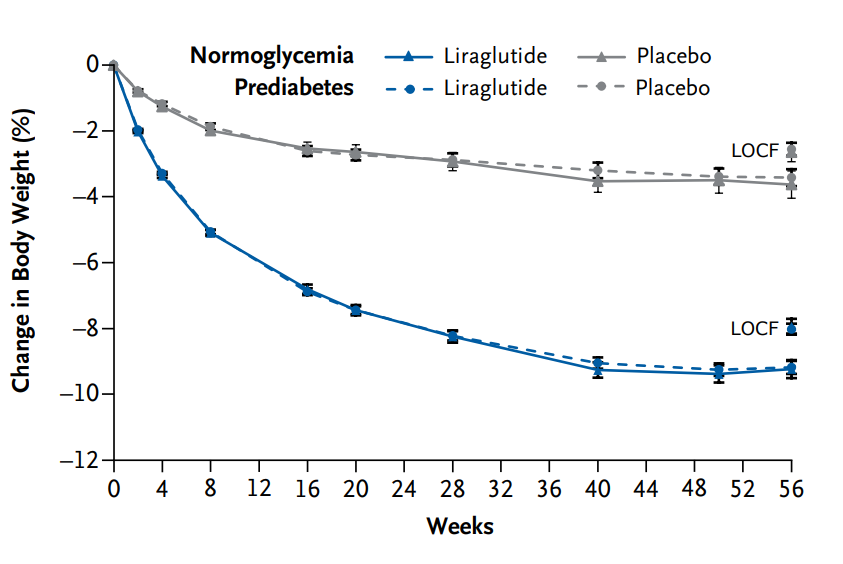 Normoglycemia Liraglutide Placebo
Prediabetes Liraglutide Placebo
Change in Body Weight (%)
0
−2
−4
−6
−8
−10
−12
LOCF
LOCF
0 4 8 12 16 20 24 28 32 36 40 44 48 52 56
Weeks